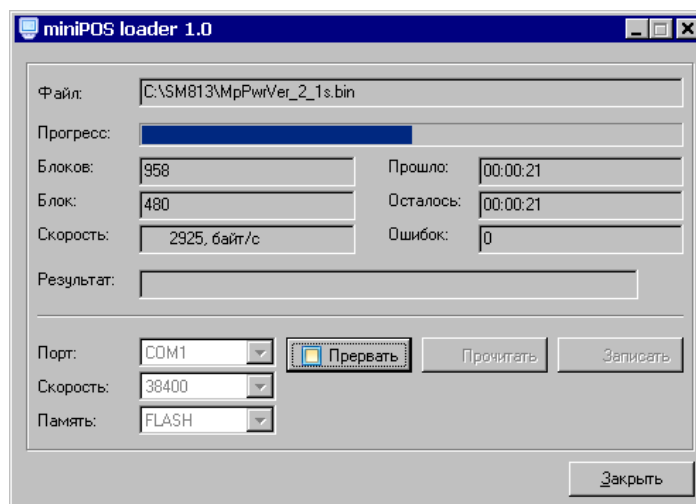 miniPOS loader 1.0
Файл: C:\SM813\MpPwrVer_2_1s.bin
Прогресс:
Блоков: 958 Прошло: 00:00:21
Блок: 480 Осталось: 00:00:21
Скорость: 2925, байт/с Ошибок: 0
Результат:
Порт: COM1 Прервать Прочитать Записать
Скорость: 38400
Память: FLASH
Закрыть